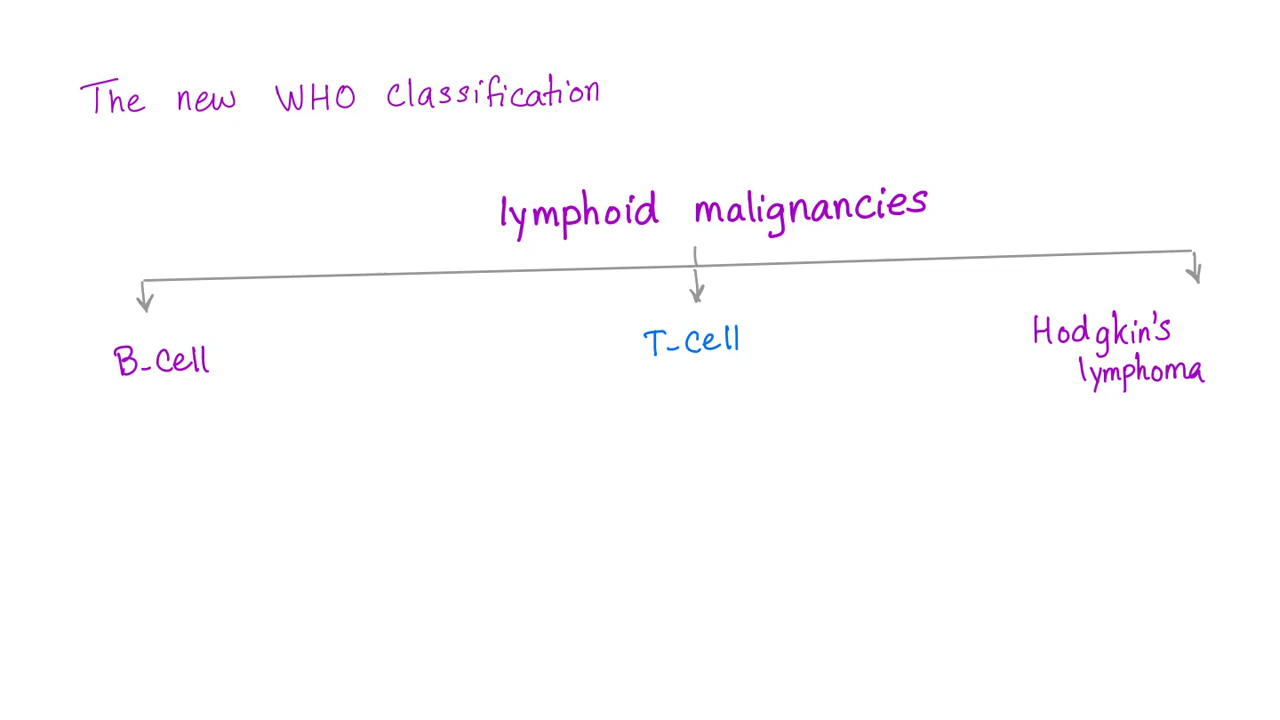 The new WHO classification
lymphoid malignancies
B-cell
T-cell
Hodgkin's
lymphoma